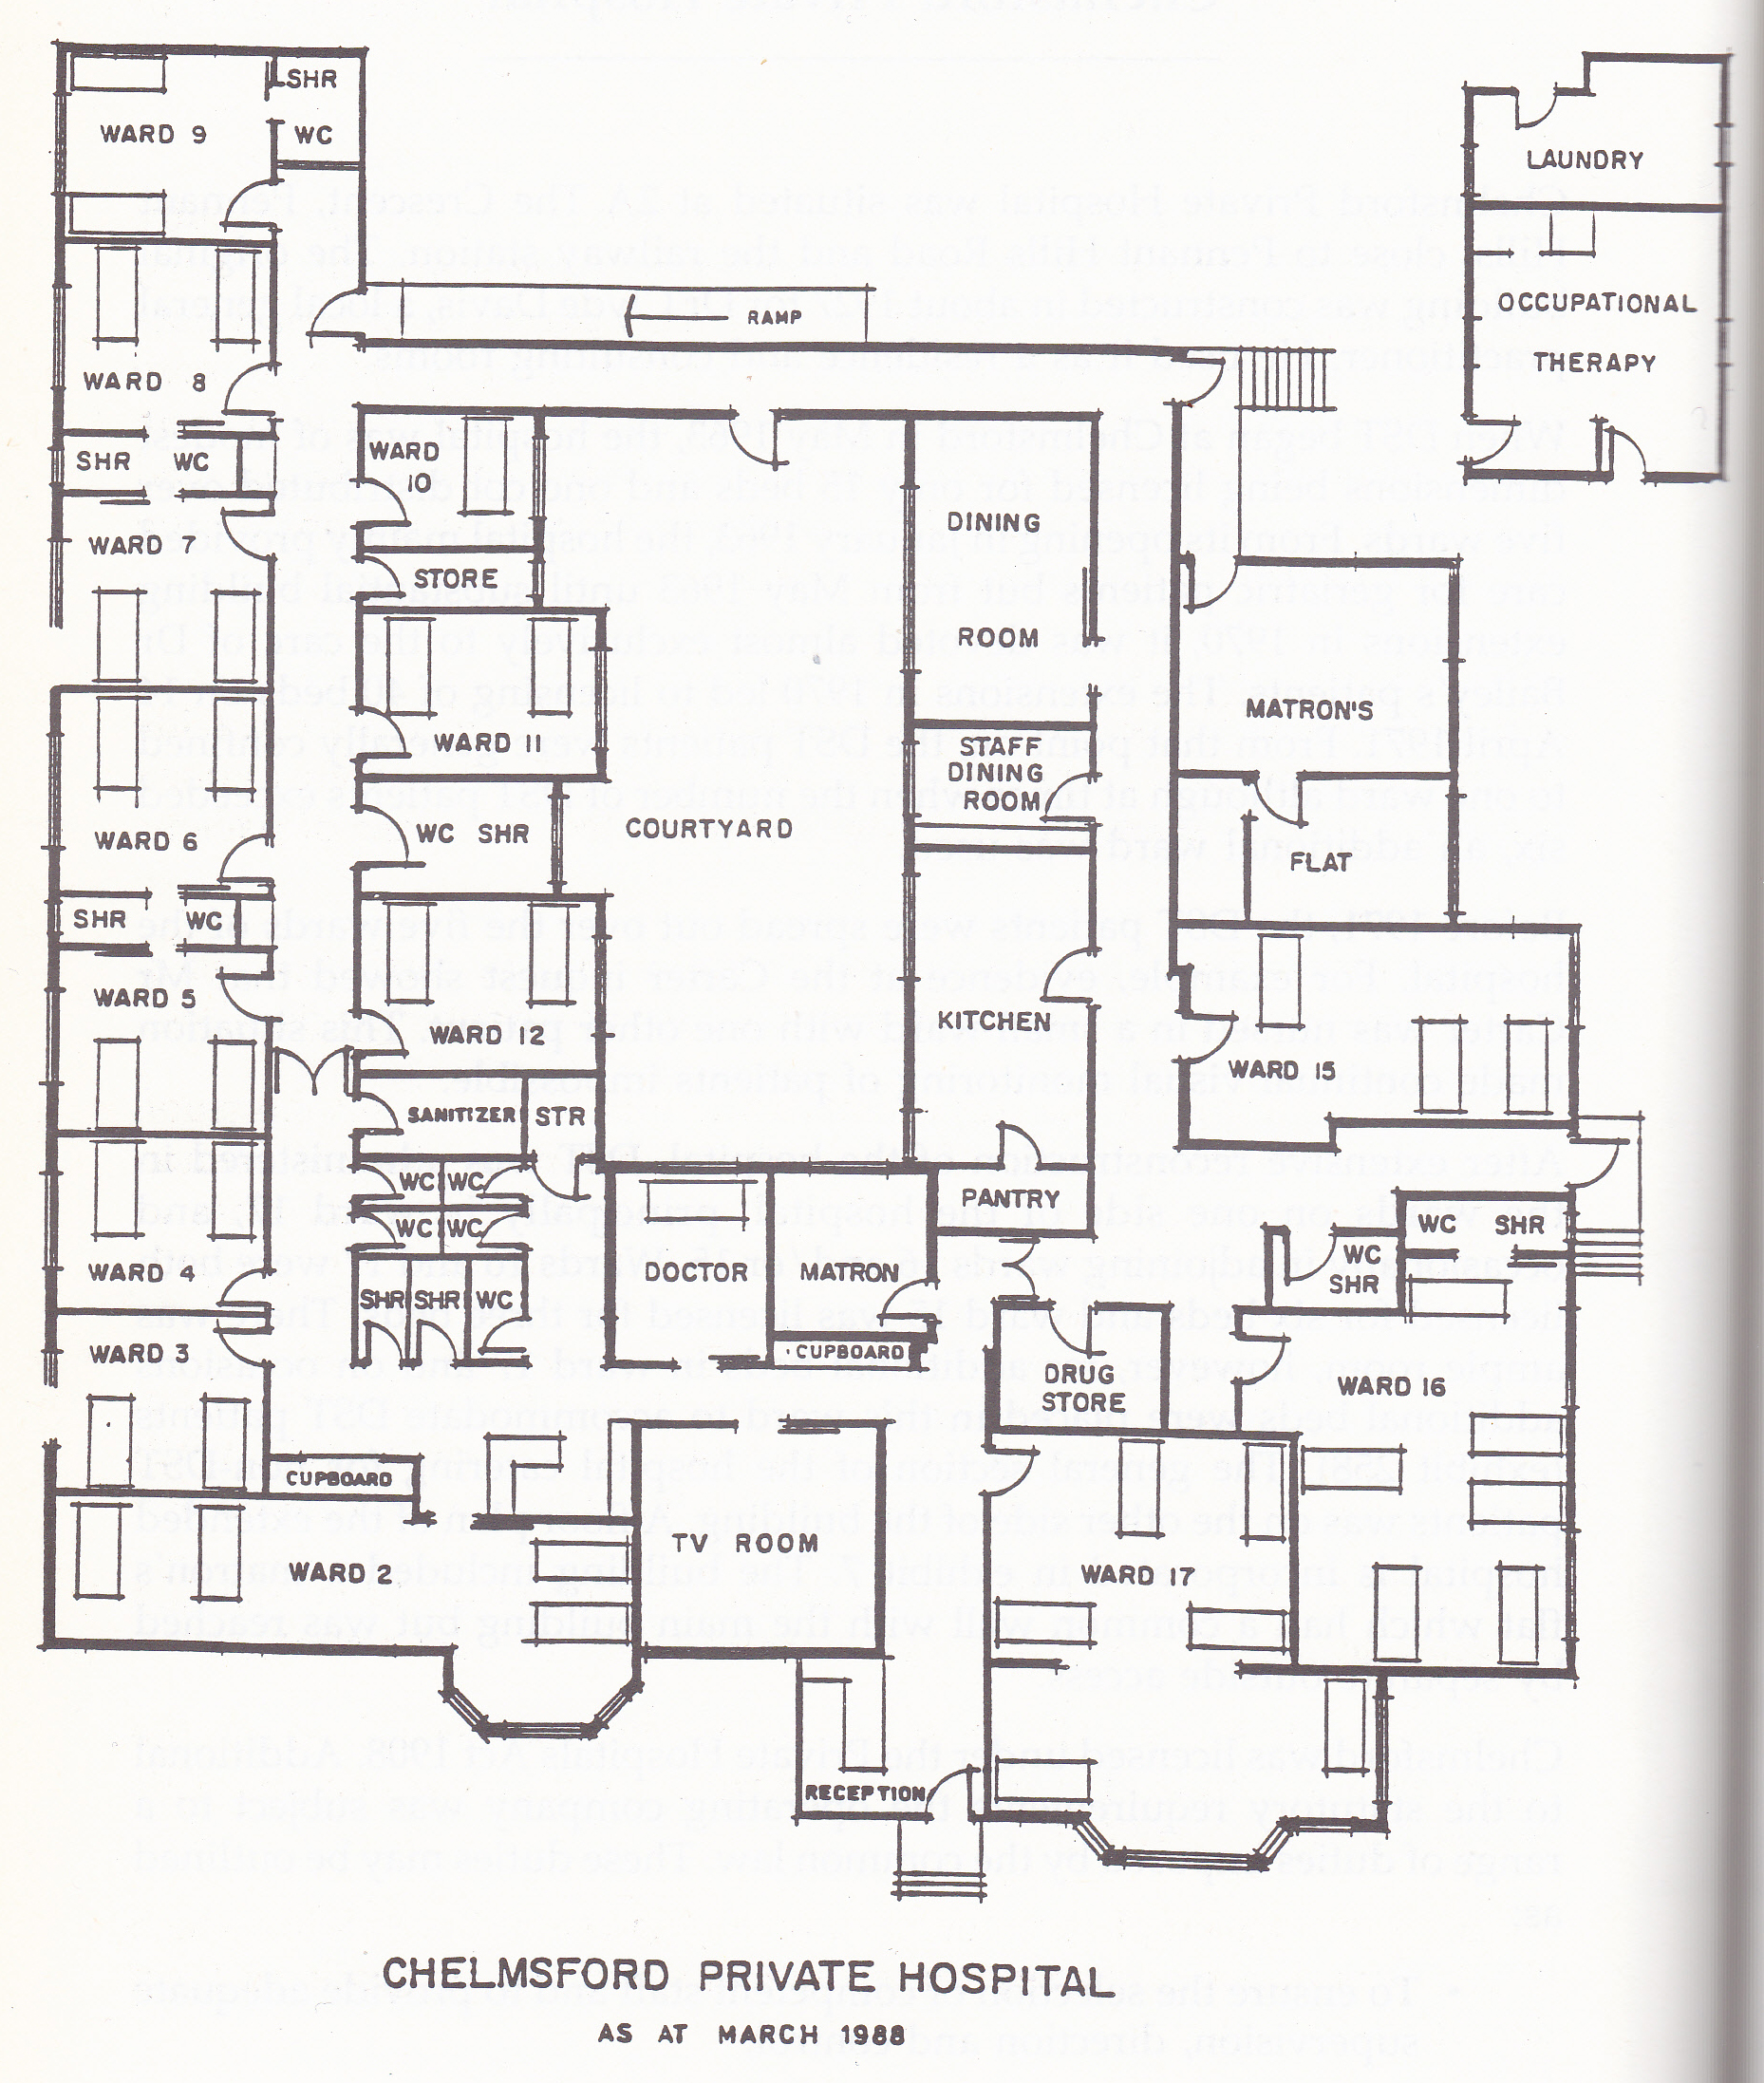 SHR
WARD 9
WC
LAUNDRY
OCCUPATIONAL
THERAPY
RAMP
WARD 8
SHR WC
WARD
10
DINING
ROOM
WARD 7
STORE
MATRON'S
FLAT
WARD 11
STAFF
DINING
ROOM
COURTYARD
WC SHR
WARD 6
SHR WC
WARD 5
WARD 12
KITCHEN
WARD 15
SANITIZER STR
WC WC
WC WC
PANTRY
WC SHR
WC
SHR
WARD 4
SHR SHR WC
DOCTOR
MATRON
CUPBOARD
WARD 3
DRUG
STORE
WARD 16
CUPBOARD
TV ROOM
WARD 2
WARD 17
RECEPTION
CHELMSFORD PRIVATE HOSPITAL
AS AT MARCH 1988